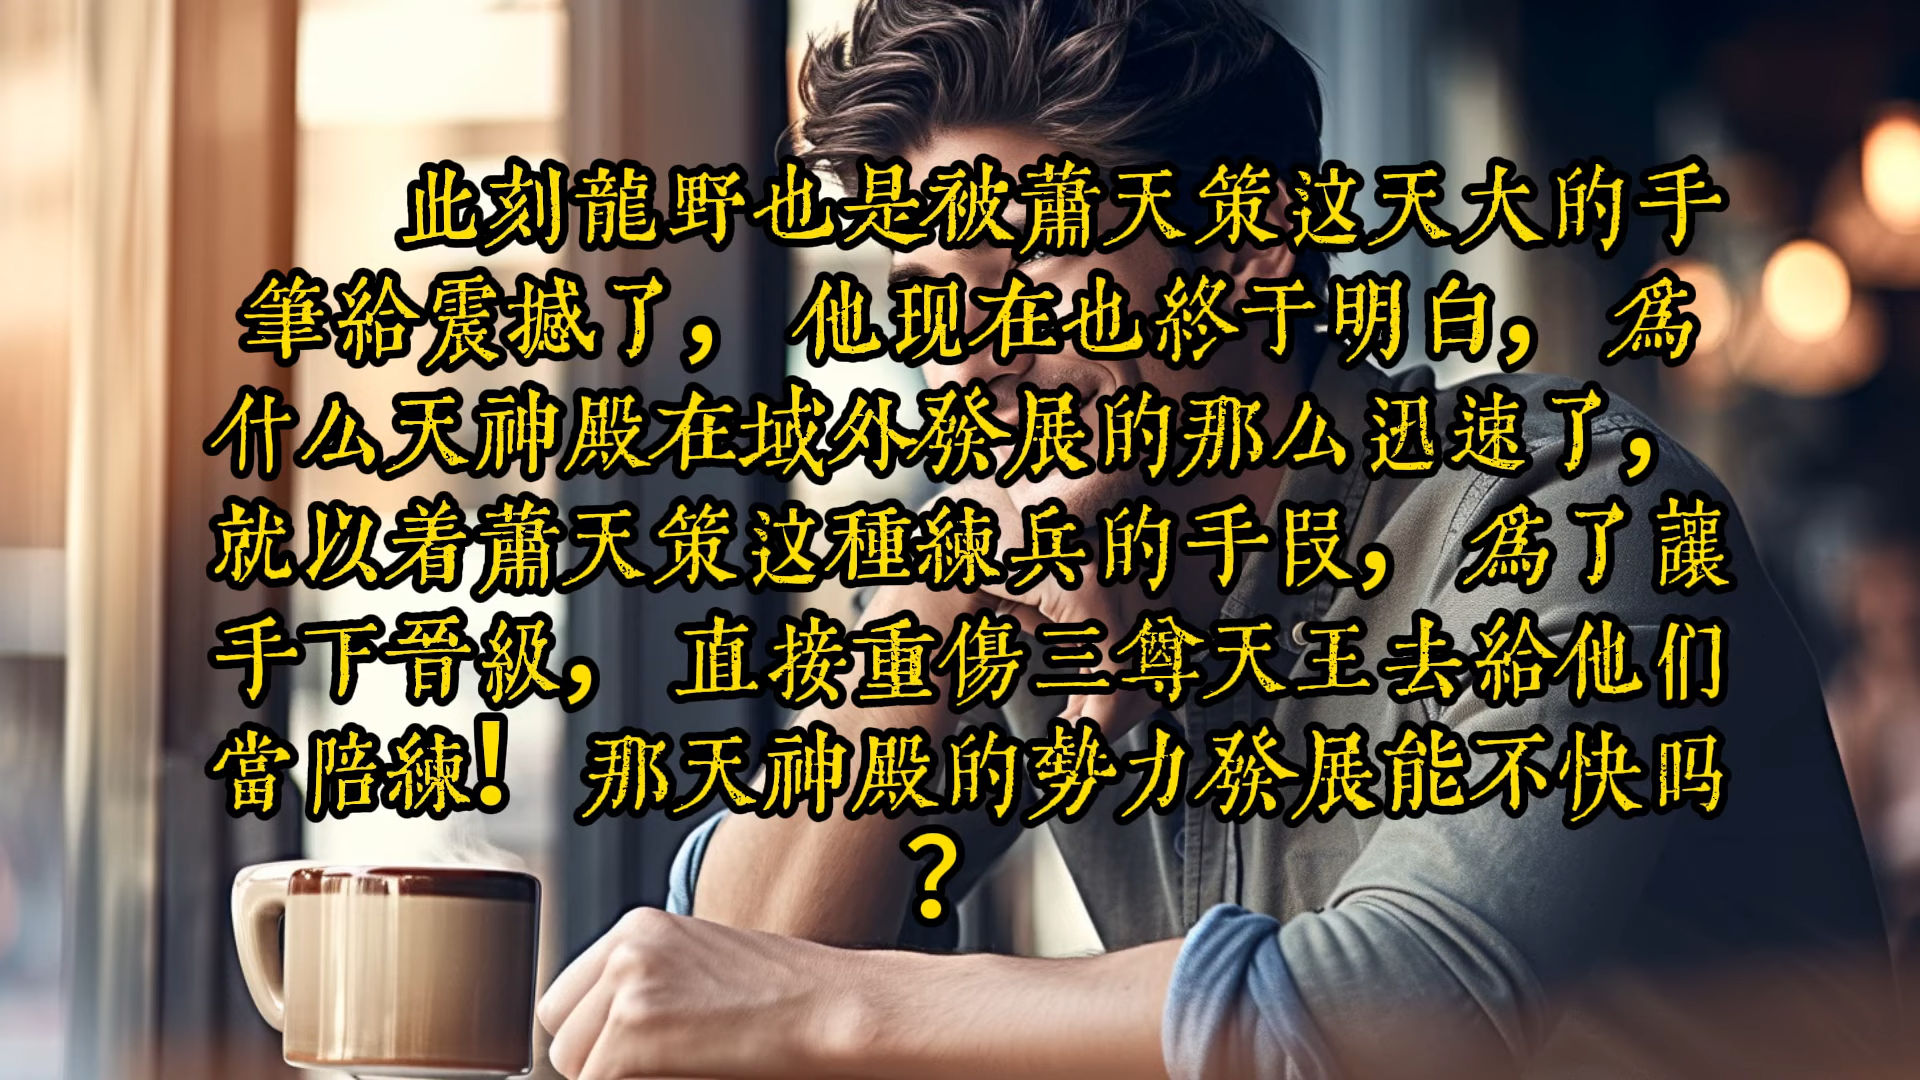 此刻龍野也是被蕭天策这天大的手
筆給震撼了，他现在也終于明白，爲
什么天神殿在域外發展的那么迅速了，
就以着蕭天策这種練兵的手段，爲了讓
手下晉級，直接重傷三尊天王去給他们
當陪練！那天神殿的勢力發展能不快吗
？